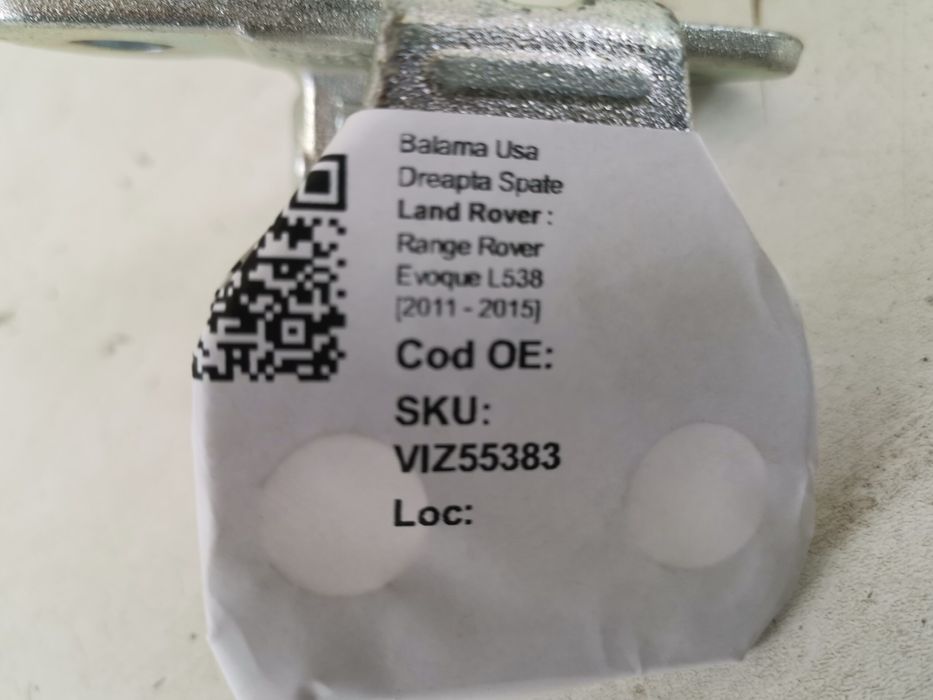 Balama Usa
Dreapta Spate
Land Rover:
Range Rover
Evoque L538
[2011 - 2015]
Cod OE:
SKU:
VIZ55383
Loc: